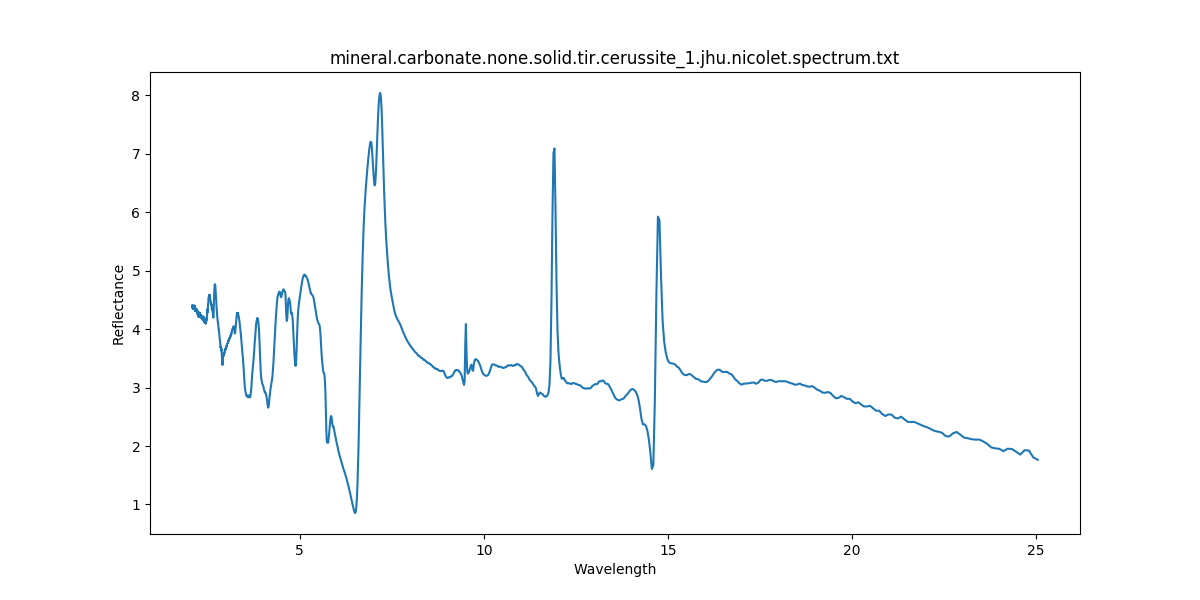 mineral.carbonate.none.solid.tir.cerussite_1.jhu.nicolet.spectrum.txt
8
7
6
5
4
3
2
1
Reflectance
5 10 15 20 25
Wavelength